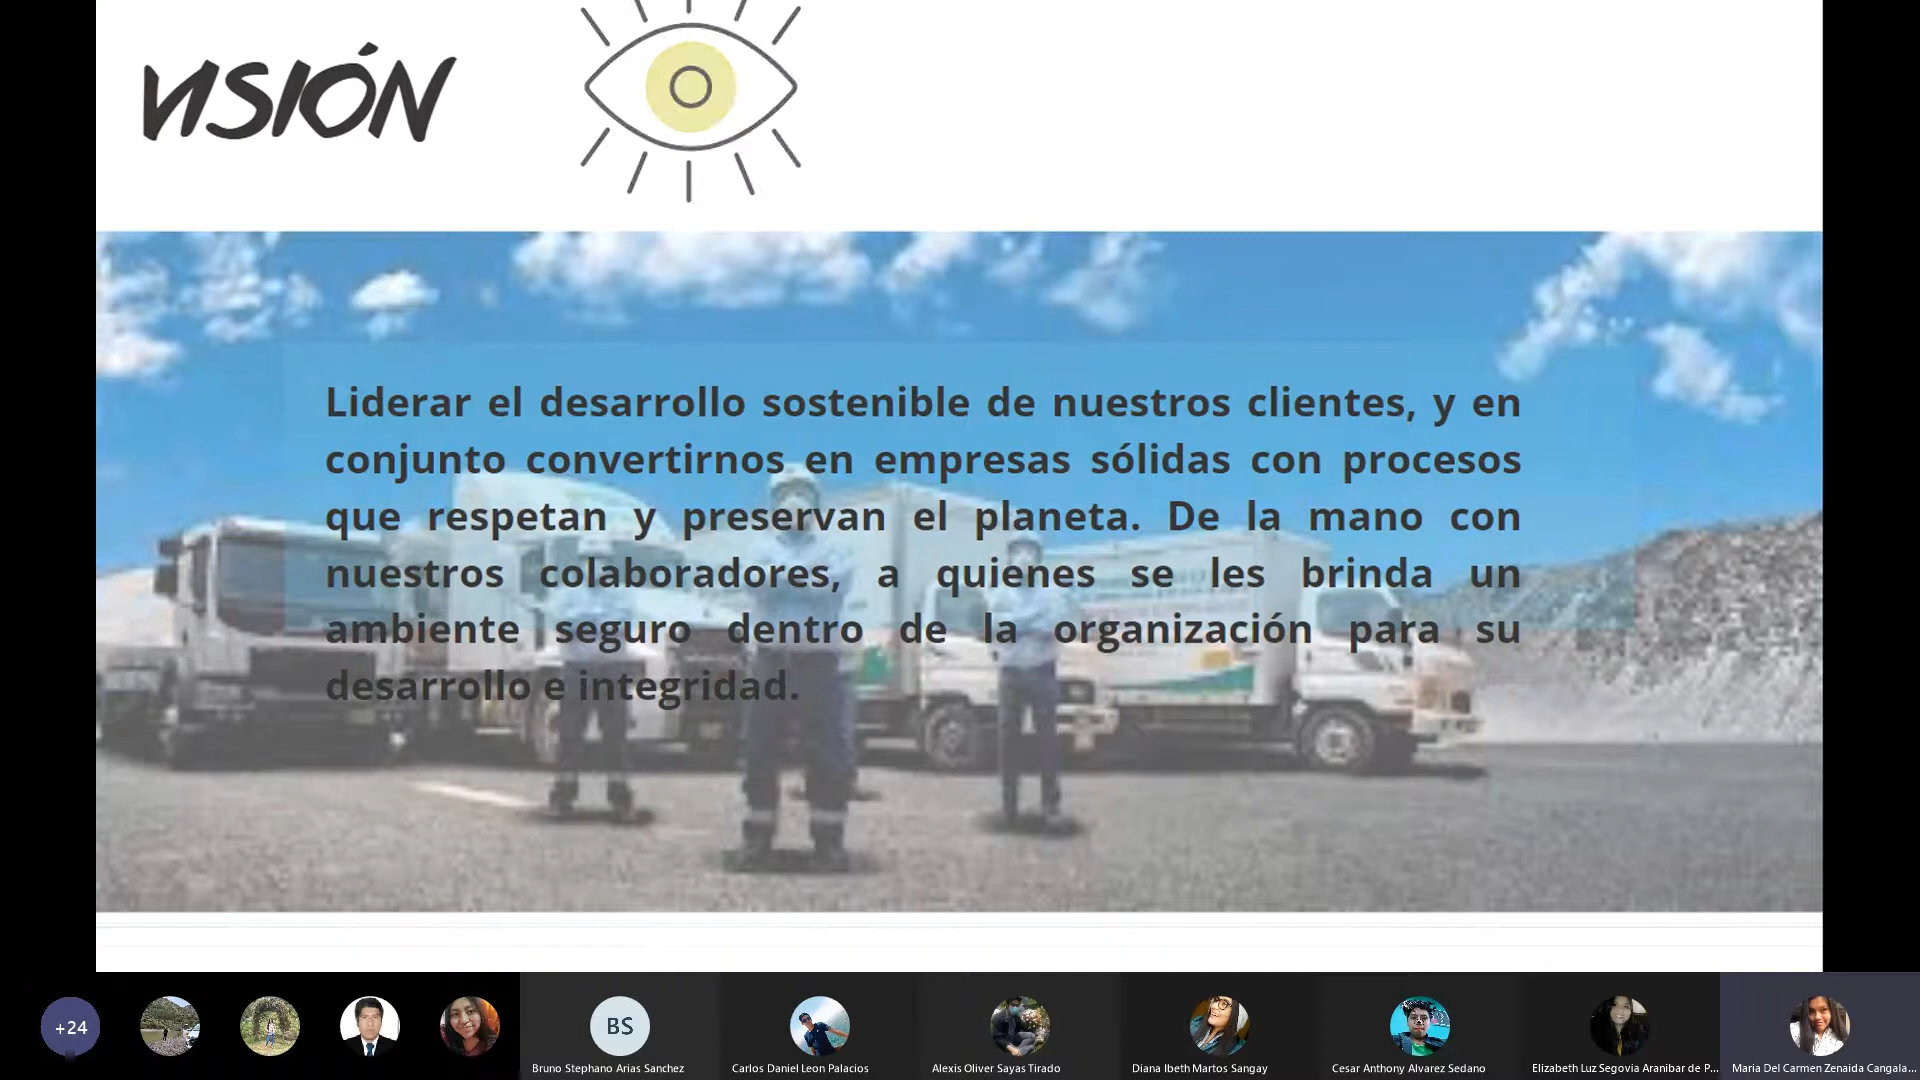 VISIÓN
Liderar el desarrollo sostenible de nuestros clientes, y en
conjunto convertirnos en empresas sólidas con procesos
que respetan y preservan el planeta. De la mano con
nuestros colaboradores, a quienes se les brinda un
ambiente seguro dentro de la organización para su
desarrollo e integridad.
+24
BS
Bruno Stephano Arias Sanchez
Carlos Daniel Leon Palacios
Alexis Oliver Sayas Tirado
Diana Ibeth Martos Sangay
Cesar Anthony Alvarez Sedano
Elizabeth Luz Segovia Aranibar de P...
Maria Del Carmen Zenaida Cangala...